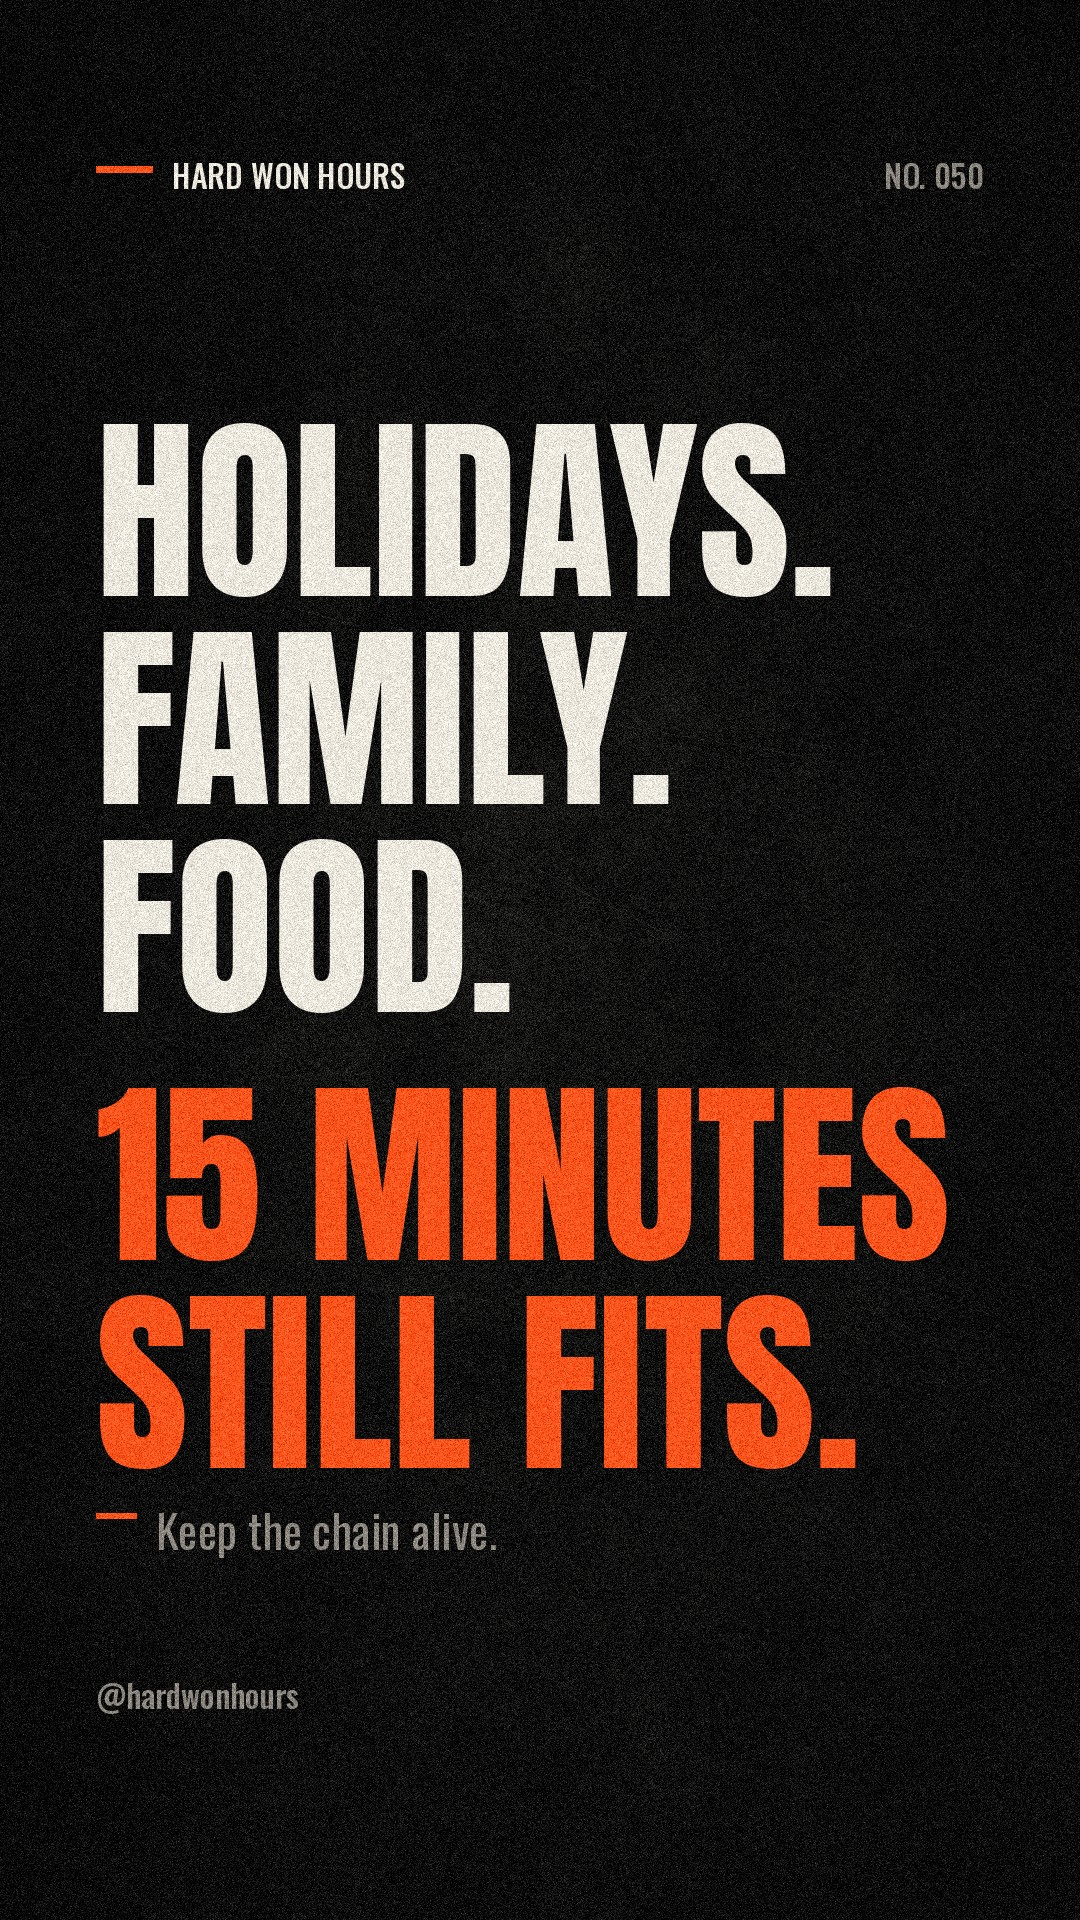 HARD WON HOURS
NO. 050
HOLIDAYS.
FAMILY.
FOOD.
15 MINUTES
STILL FITS.
Keep the chain alive.
@hardwonhours